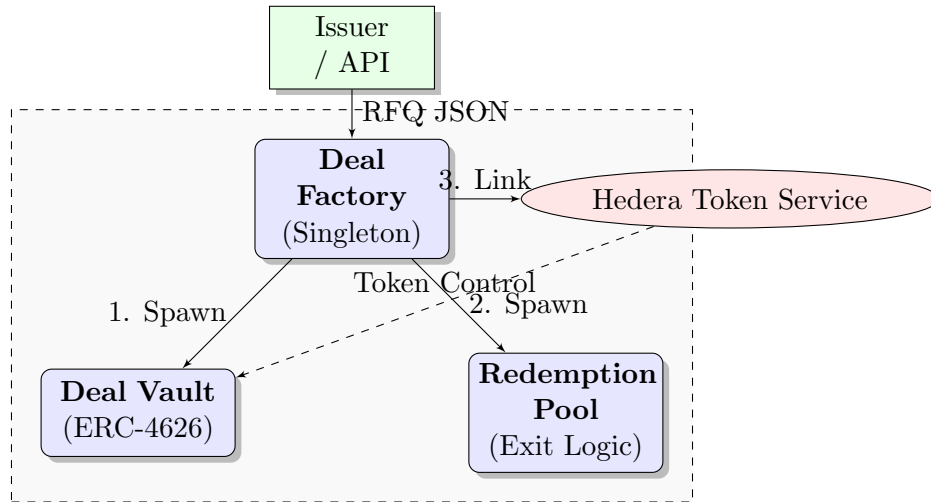 Issuer
/ API
RFQ JSON
Deal
Factory
(Singleton)
3. Link
Hedera Token Service
Token Control
1. Spawn
2. Spawn
Deal Vault
(ERC-4626)
Redemption
Pool
(Exit Logic)